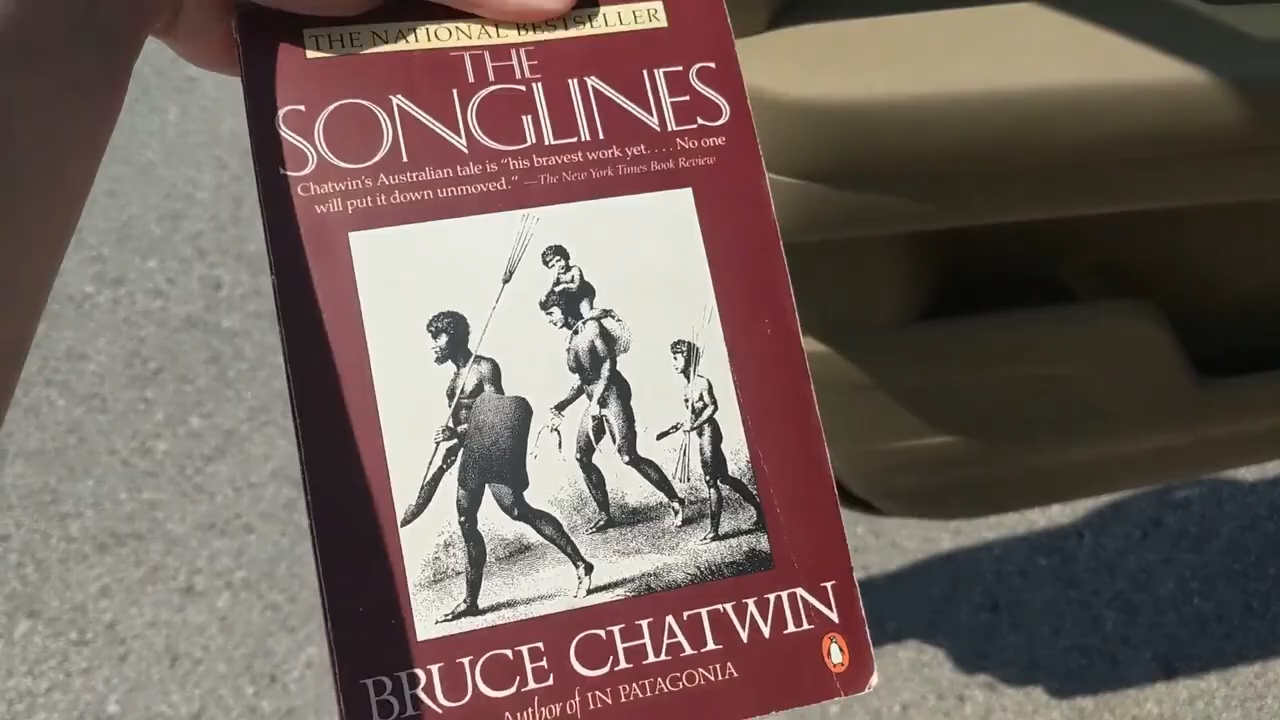 THE NATIONAL BESTSELLER
THE
SONGLINES
Chatwin's Australian tale is "his bravest work yet. . . . No one
will put it down unmoved." —The New York Times Book Review
BRUCE CHATWIN
Author of IN PATAGONIA